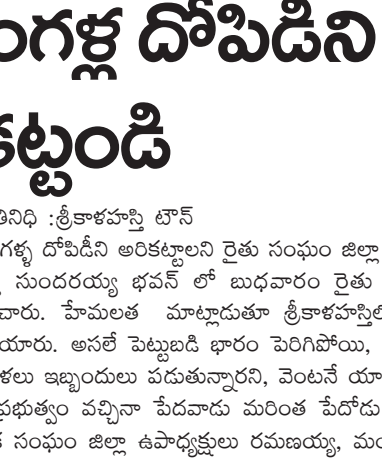 ంగళ్ల దోపిడీని
కట్టండి
తినిధి :శ్రీకాళహస్తి టౌన్
గళ్ళ దోపిడీని అరికట్టాలని రైతు సంఘం జిల్లా
సుందరయ్య భవన్ లో బుధవారం రైతు
చారు. హేమలత మాట్లాడుతూ శ్రీకాళహస్తిలో
యారు. అసలే పెట్టుబడి భారం పెరిగిపోయి,
ళలు ఇబ్బందులు పడుతున్నారని, వెంటనే యా
ప్రభుత్వం వచ్చినా పేదవాడు మరింత పేదోడు
సంఘం జిల్లా ఉపాధ్యక్షులు రమణయ్య, మం